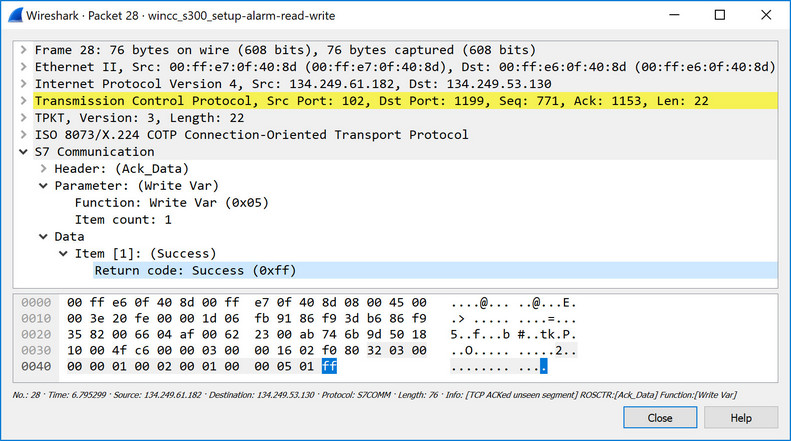 Wireshark · Packet 28 · wincc_s300_setup-alarm-read-write
Frame 28: 76 bytes on wire (608 bits), 76 bytes captured (608 bits)
Ethernet II, Src: 00:ff:e7:0f:40:8d (00:ff:e7:0f:40:8d), Dst: 00:ff:e6:0f:40:8d (00:ff:e6:0f:40:8d)
Internet Protocol Version 4, Src: 134.249.61.182, Dst: 134.249.53.130
Transmission Control Protocol, Src Port: 102, Dst Port: 1199, Seq: 771, Ack: 1153, Len: 22
TPKT, Version: 3, Length: 22
ISO 8073/X.224 COTP Connection-Oriented Transport Protocol
S7 Communication
Header: (Ack_Data)
Parameter: (Write Var)
Function: Write Var (0x05)
Item count: 1
Data
Item [1]: (Success)
Return code: Success (0xff)
0000 00 ff e6 0f 40 8d 00 ff e7 0f 40 8d 08 00 45 00 ....@... ..@...E.
0010 00 3e 20 fe 00 00 1d 06 fb 91 86 f9 3d b6 86 f9 .> ..... ....=...
0020 35 82 00 66 04 af 00 62 23 00 ab 74 6b 9d 50 18 5..f...b #..tk.P.
0030 10 00 4f c6 00 00 03 00 00 16 02 f0 80 32 03 00 ..O..... .....2..
0040 00 00 01 00 02 00 01 00 00 05 01 ff ........ ....
No.: 28 · Time: 6.795299 · Source: 134.249.61.182 · Destination: 134.249.53.130 · Protocol: S7COMM · Length: 76 · Info: [TCP ACKed unseen segment] ROSCTR:[Ack_Data] Function:[Write Var]
Close Help